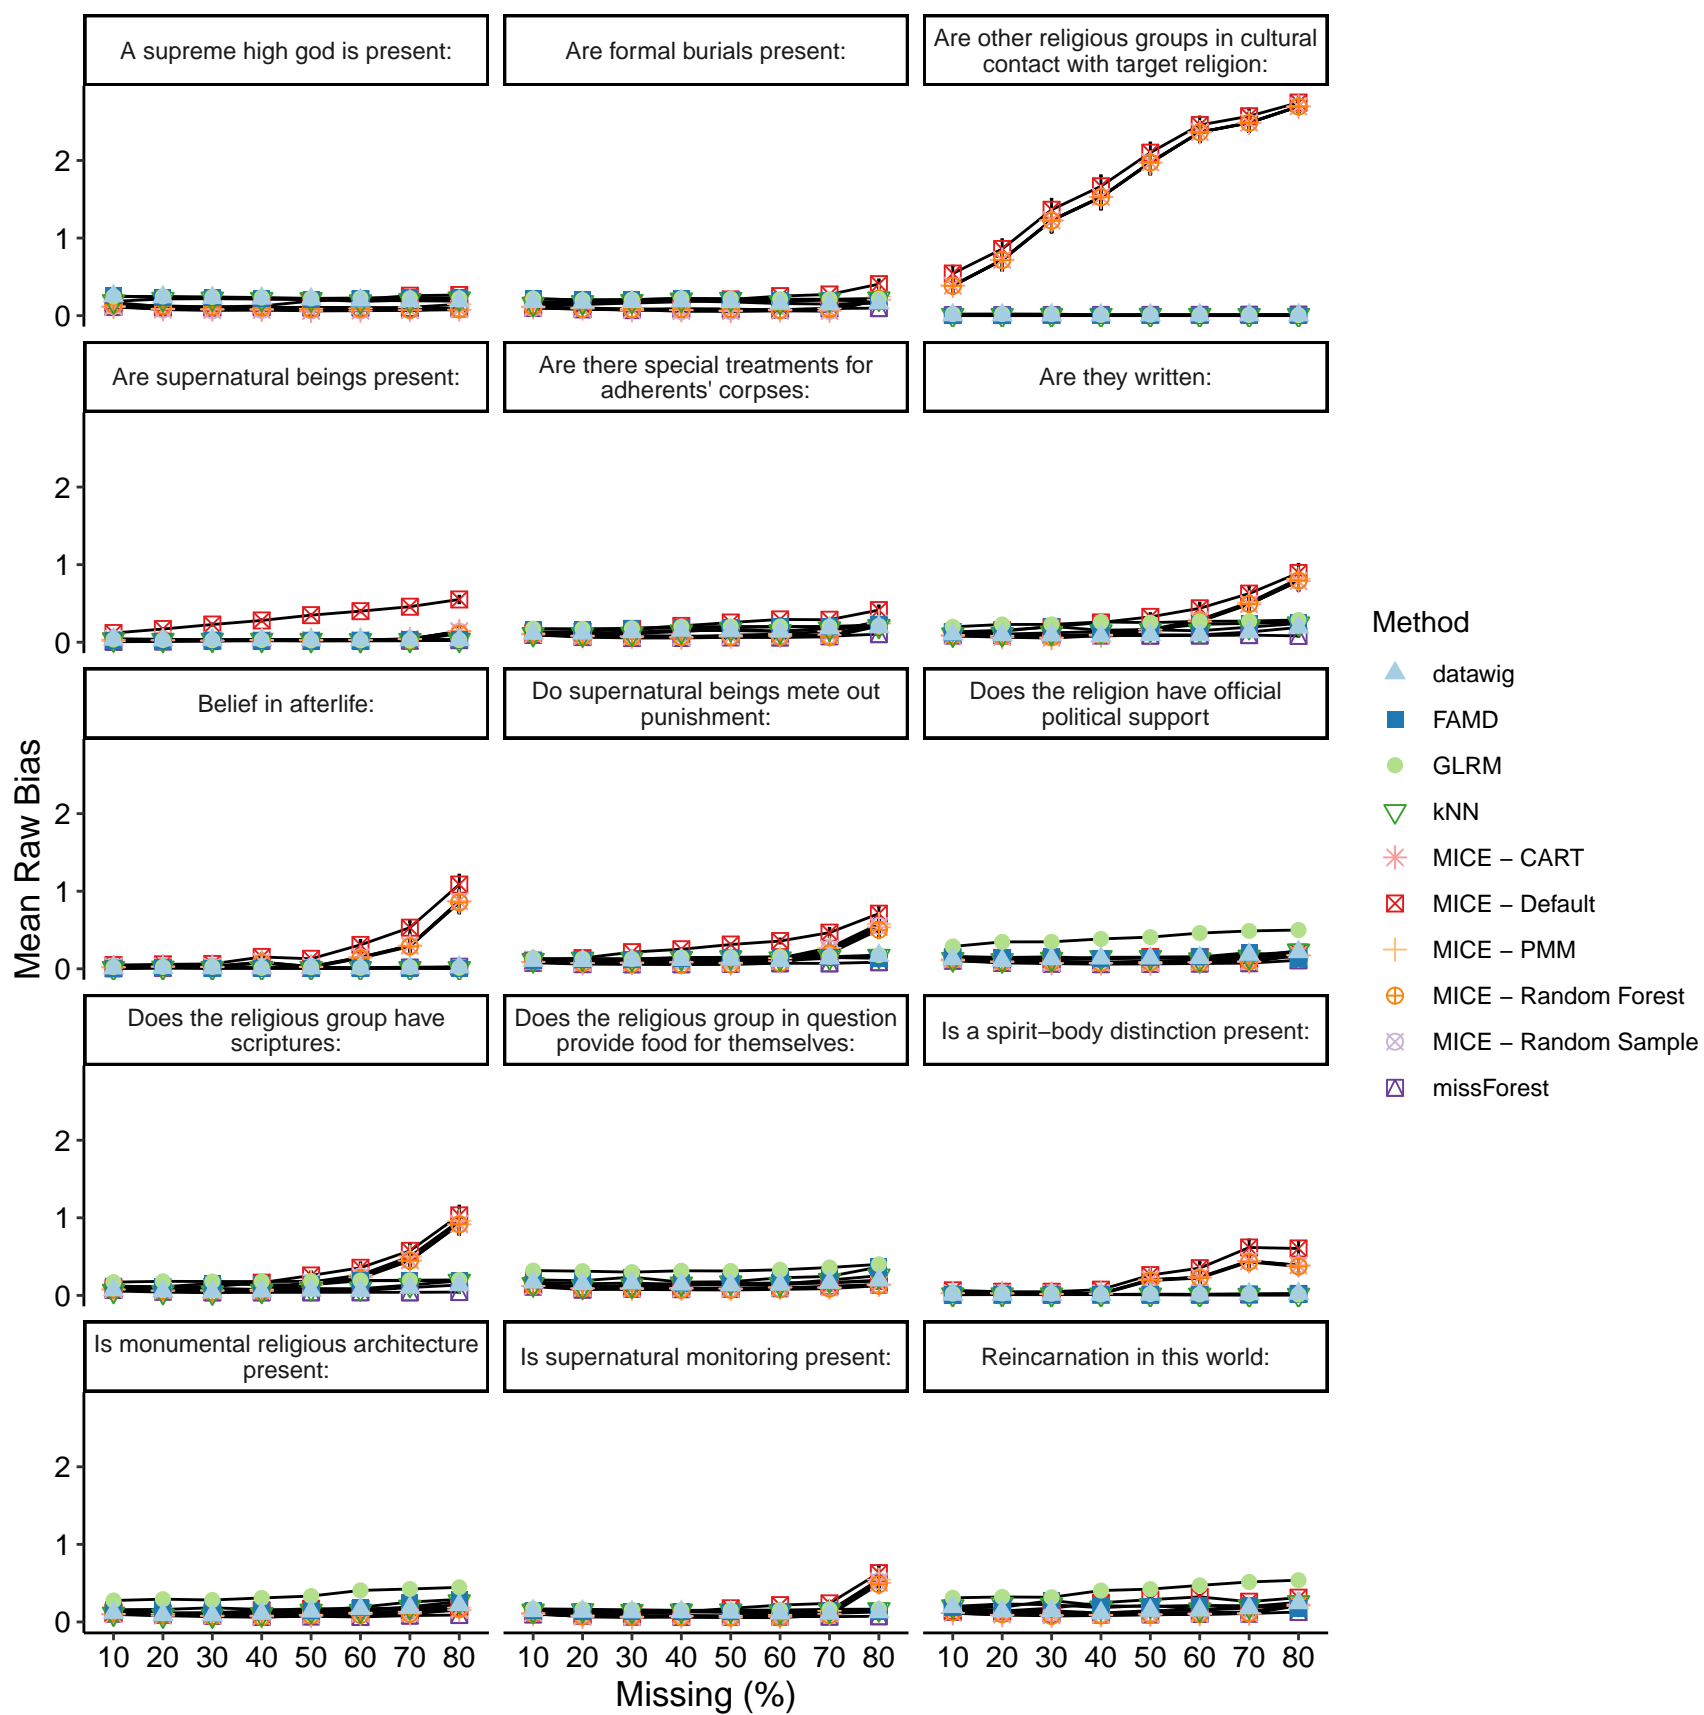 A supreme high god is present:
Are formal burials present:
Are other religious groups in cultural
contact with target religion:
2
1
0
Are supernatural beings present:
Are there special treatments for
adherents' corpses:
Are they written:
2
1
0
Belief in afterlife:
Do supernatural beings mete out
punishment:
Does the religion have official
political support
2
1
0
Does the religious group have
scriptures:
Does the religious group in question
provide food for themselves:
Is a spirit−body distinction present:
2
1
0
Is monumental religious architecture
present:
Is supernatural monitoring present:
Reincarnation in this world:
2
1
0
10 20 30 40 50 60 70 80
10 20 30 40 50 60 70 80
10 20 30 40 50 60 70 80
Missing (%)
Mean Raw Bias
Method
datawig
FAMD
GLRM
kNN
MICE − CART
MICE − Default
MICE − PMM
MICE − Random Forest
MICE − Random Sample
missForest